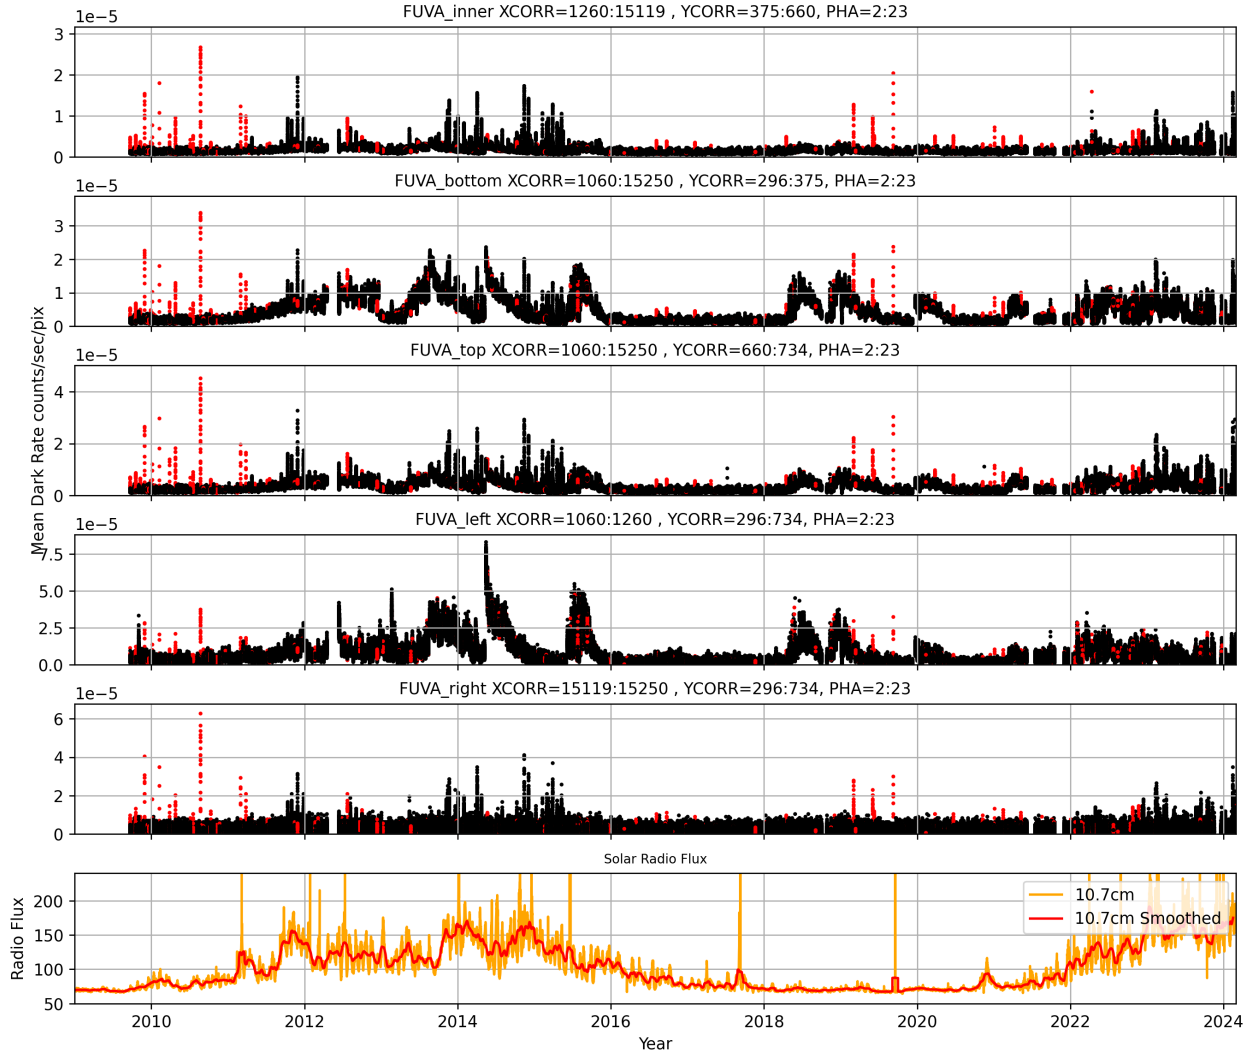 FUVA_inner XCORR=1260:15119 , YCORR=375:660, PHA=2:23
1e−5
3
2
1
0
FUVA_bottom XCORR=1060:15250 , YCORR=296:375, PHA=2:23
1e−5
3
2
1
0
FUVA_top XCORR=1060:15250 , YCORR=660:734, PHA=2:23
1e−5
4
2
0
Mean Dark Rate counts/sec/pix
FUVA_left XCORR=1060:1260 , YCORR=296:734, PHA=2:23
1e−5
7.5
5.0
2.5
0.0
FUVA_right XCORR=15119:15250 , YCORR=296:734, PHA=2:23
1e−5
6
4
2
0
Solar Radio Flux
Radio Flux
200
150
100
50
10.7cm
10.7cm Smoothed
2010 2012 2014 2016 2018 2020 2022 2024
Year